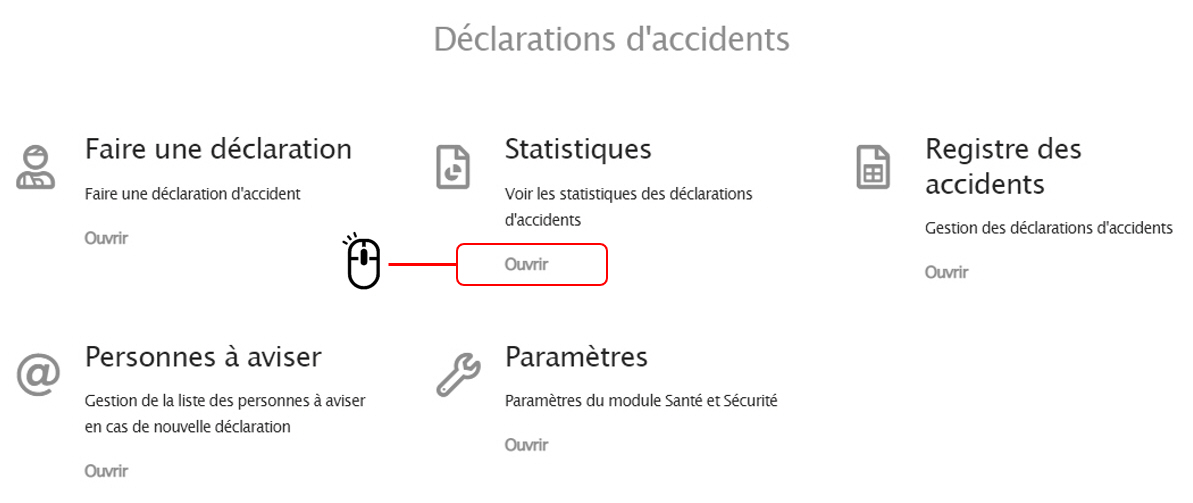 Déclarations d'accidents
Faire une déclaration
Faire une déclaration d'accident
Ouvrir
Statistiques
Voir les statistiques des déclarations
d'accidents
Ouvrir
Registre des
accidents
Gestion des déclarations d'accidents
Ouvrir
Personnes à aviser
Gestion de la liste des personnes à aviser
en cas de nouvelle déclaration
Ouvrir
Paramètres
Paramètres du module Santé et Sécurité
Ouvrir